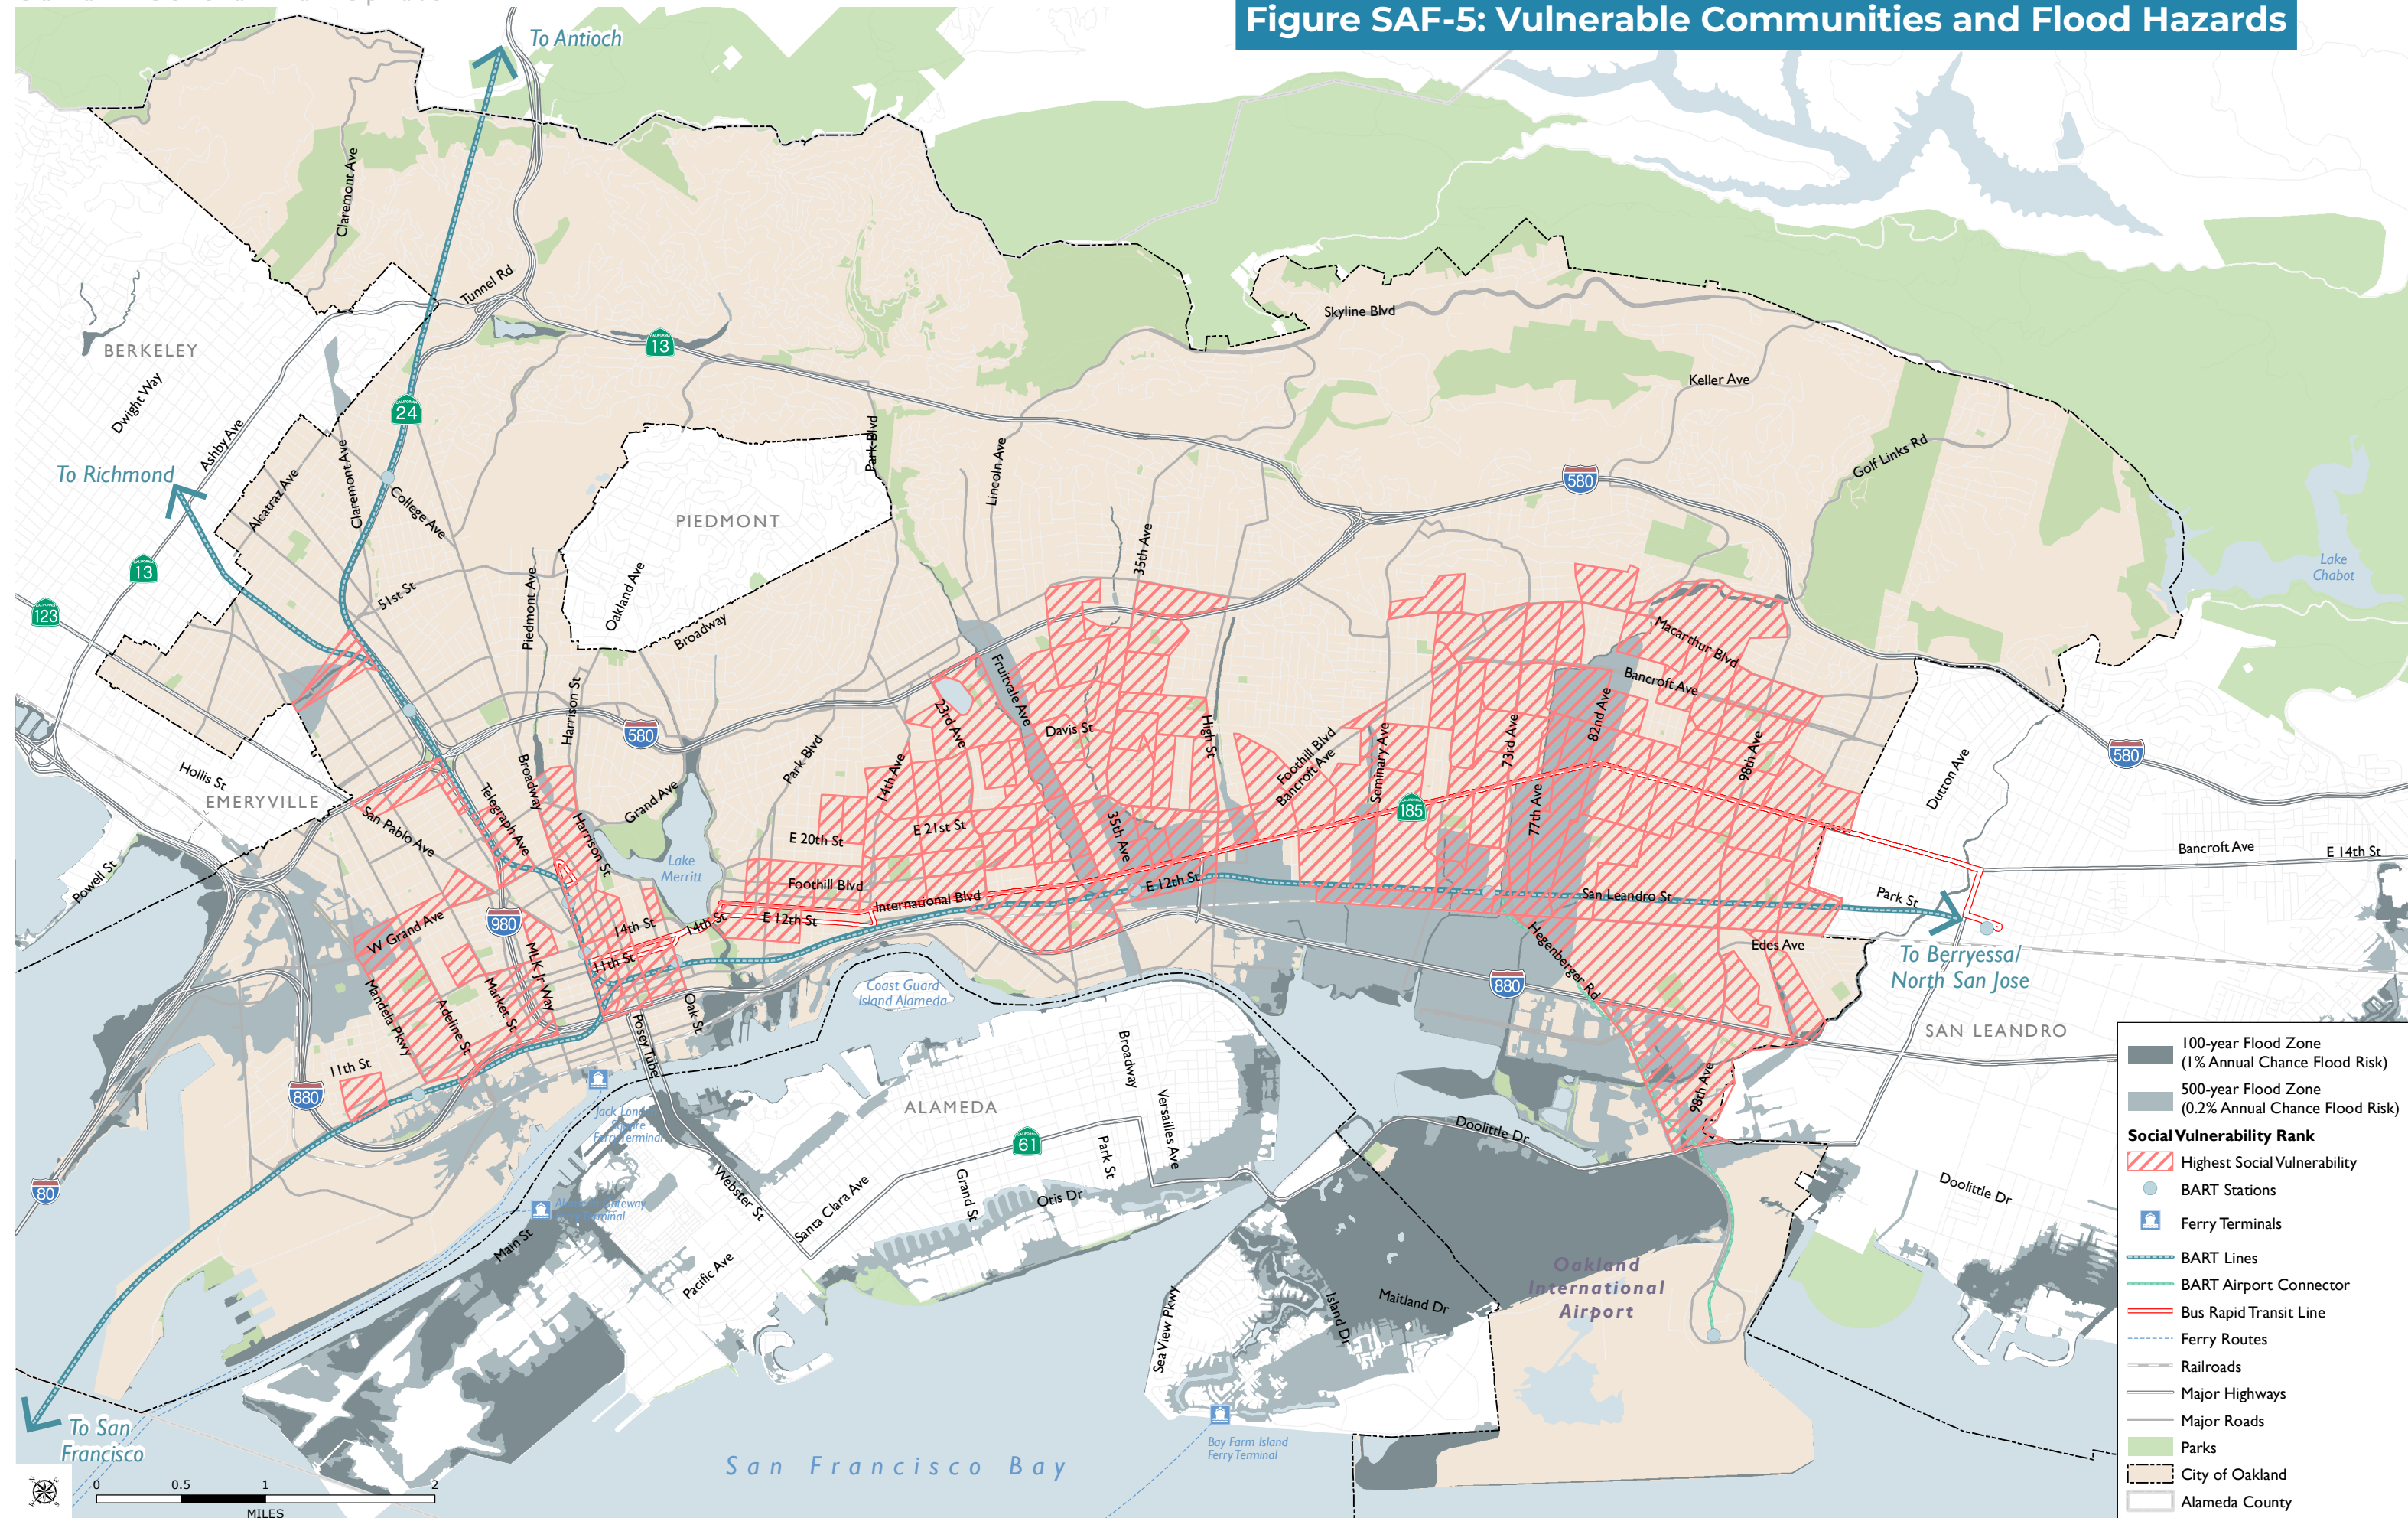 Figure SAF-5: Vulnerable Communities and Flood Hazards
To Antioch
Claremont Ave
Tunnel Rd
13
BERKELEY
Dwight Way
Ashby Ave
24
To Richmond
Alcatraz Ave
Claremont Ave
College Ave
13
123
51st St
Piedmont Ave
PIEDMONT
Oakland Ave
Broadway
Park Blvd
Lincoln Ave
35th Ave
Skyline Blvd
Keller Ave
580
Golf Links Rd
Lake
Chabot
Macarthur Blvd
Bancroft Ave
Fruitvale Ave
23rd Ave
Davis St
High St
Harrison St
580
Broadway
Telegraph Ave
Harrison St
Grand Ave
Park Blvd
14th Ave
Foothill Blvd
Bancroft Ave
Seminary Ave
73rd Ave
77th Ave
82nd Ave
98th Ave
185
580
Dutton Ave
Hollis St
EMERYVILLE
San Pablo Ave
Powell St
Lake
Merritt
E 20th St
E 21st St
35th Ave
Foothill Blvd
International Blvd
E 12th St
E 12th St
Bancroft Ave
E 14th St
San Leandro St
Park St
W Grand Ave
980
14th St
14th St
11th St
MLK Jr Way
Market St
Adeline St
Mandela Pkwy
11th St
Oak St
Posey Tube
Hegenberger Rd
Edes Ave
To Berryessa/
North San Jose
880
880
80
Coast Guard
Island Alameda
SAN LEANDRO
98th Ave
Jack London
Square
Ferry Terminal
ALAMEDA
Broadway
Versailles Ave
Park St
61
Doolittle Dr
Doolittle Dr
Main St
Webster St
Santa Clara Ave
Grand St
Otis Dr
Pacific Ave
Sea View Pkwy
Island Dr
Maitland Dr
Oakland
International
Airport
To San
Francisco
San Francisco Bay
Bay Farm Island
Ferry Terminal
0 0.5 1 2
MILES
100-year Flood Zone
(1% Annual Chance Flood Risk)
500-year Flood Zone
(0.2% Annual Chance Flood Risk)
Social Vulnerability Rank
Highest Social Vulnerability
BART Stations
Ferry Terminals
BART Lines
BART Airport Connector
Bus Rapid Transit Line
Ferry Routes
Railroads
Major Highways
Major Roads
Parks
City of Oakland
Alameda County